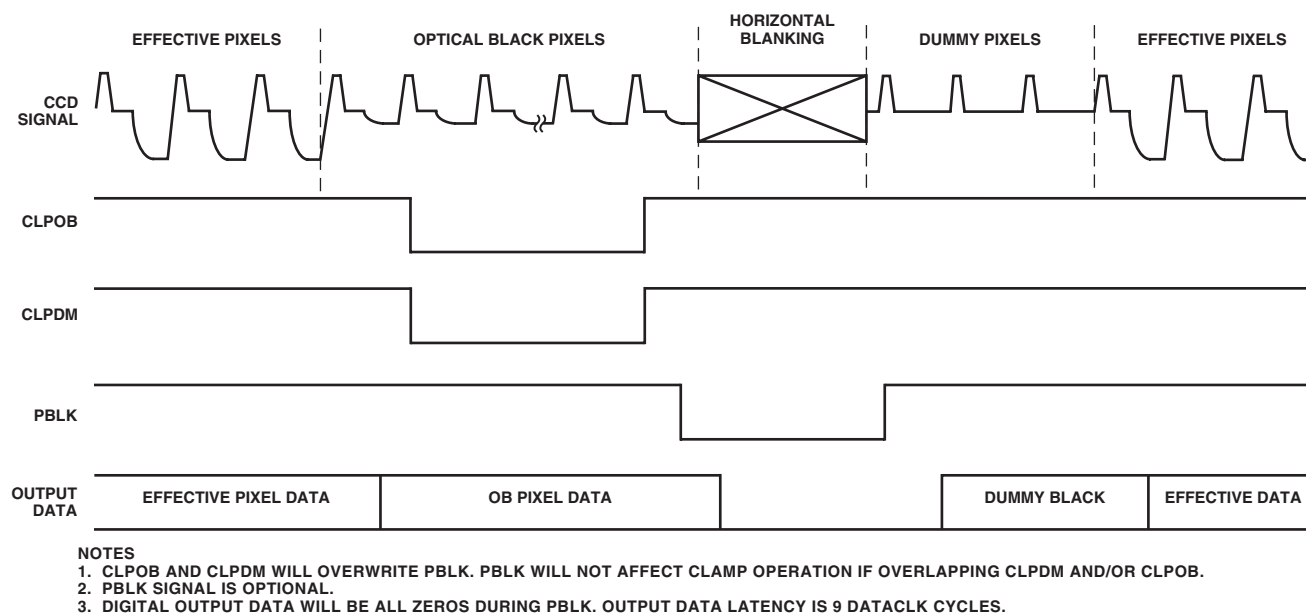 EFFECTIVE PIXELS
OPTICAL BLACK PIXELS
HORIZONTAL
BLANKING
DUMMY PIXELS
EFFECTIVE PIXELS
CCD
SIGNAL
CLPOB
CLPDM
PBLK
OUTPUT
DATA
EFFECTIVE PIXEL DATA
OB PIXEL DATA
DUMMY BLACK
EFFECTIVE DATA
NOTES
1. CLPOB AND CLPDM WILL OVERWRITE PBLK. PBLK WILL NOT AFFECT CLAMP OPERATION IF OVERLAPPING CLPDM AND/OR CLPOB.
2. PBLK SIGNAL IS OPTIONAL.
3. DIGITAL OUTPUT DATA WILL BE ALL ZEROS DURING PBLK. OUTPUT DATA LATENCY IS 9 DATACLK CYCLES.